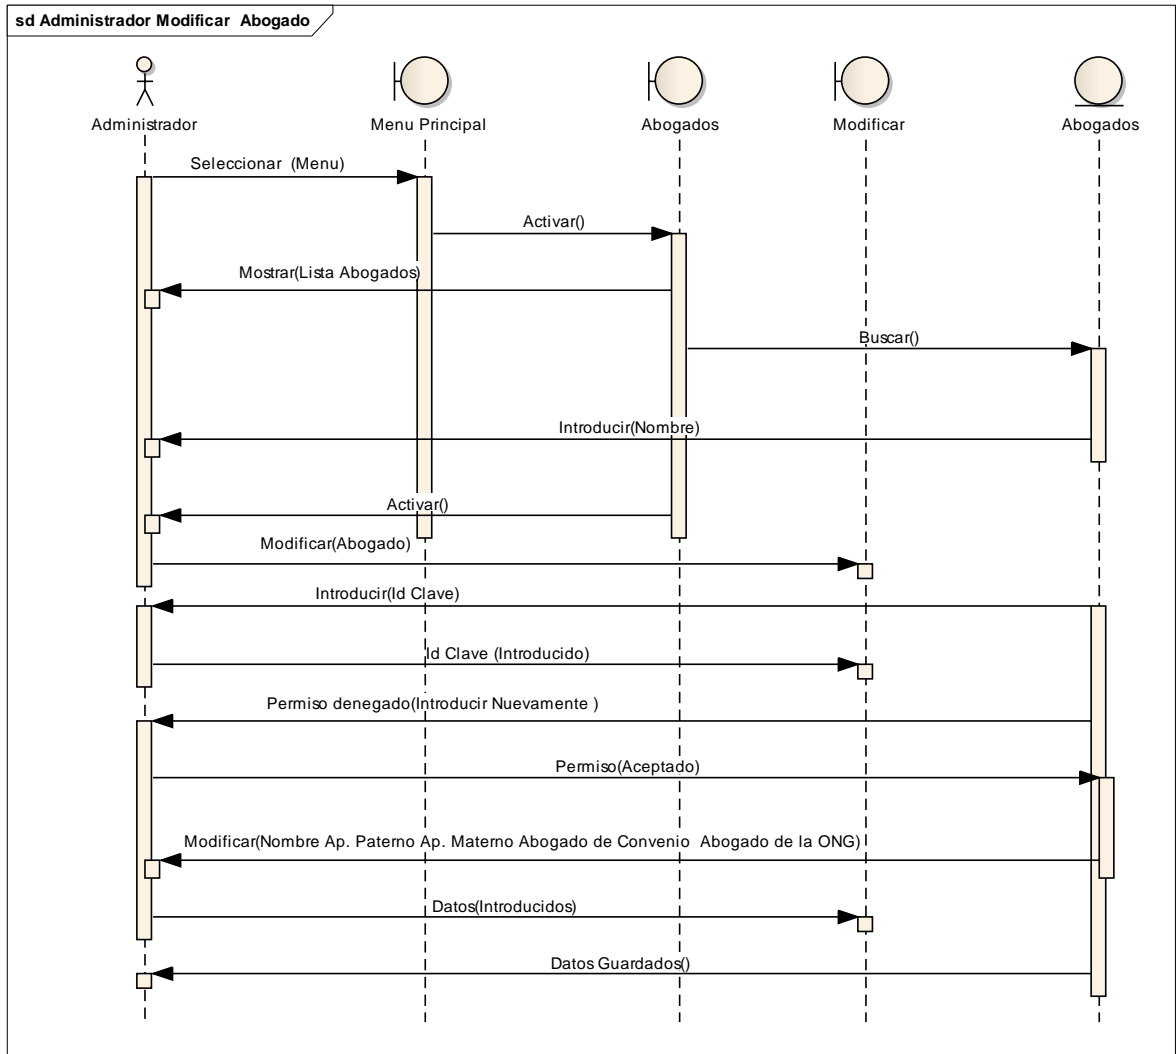 sd Administrador Modificar  Abogado
Administrador
Menu Principal
Abogados
Modificar
Abogados
Seleccionar  (Menu)
Activar()
Mostrar(Lista Abogados)
Buscar()
Introducir(Nombre)
Activar()
Modificar(Abogado)
Introducir(Id Clave)
Id Clave (Introducido)
Permiso denegado(Introducir Nuevamente )
Permiso(Aceptado)
Modificar(Nombre Ap. Paterno Ap. Materno Abogado de Convenio  Abogado de la ONG)
Datos(Introducidos)
Datos Guardados()